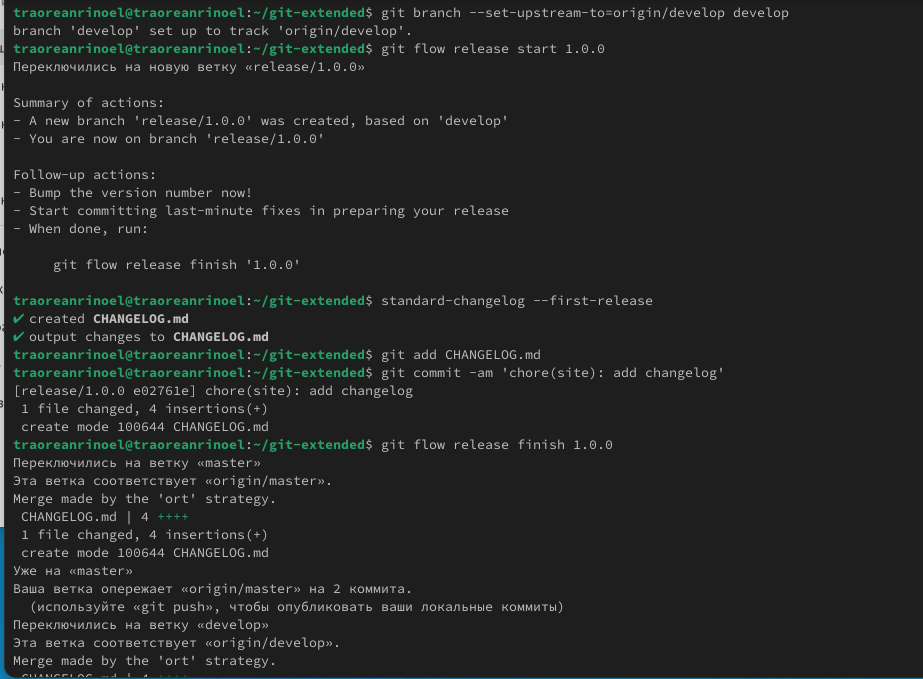 traoreanrinoel@traoreanrinoel:~/git-extended$ git branch --set-upstream-to=origin/develop develop
branch 'develop' set up to track 'origin/develop'.
traoreanrinoel@traoreanrinoel:~/git-extended$ git flow release start 1.0.0
Переключились на новую ветку «release/1.0.0»
Summary of actions:
- A new branch 'release/1.0.0' was created, based on 'develop'
- You are now on branch 'release/1.0.0'
Follow-up actions:
- Bump the version number now!
- Start committing last-minute fixes in preparing your release
- When done, run:
git flow release finish '1.0.0'
traoreanrinoel@traoreanrinoel:~/git-extended$ standard-changelog --first-release
✔ created CHANGELOG.md
✔ output changes to CHANGELOG.md
traoreanrinoel@traoreanrinoel:~/git-extended$ git add CHANGELOG.md
traoreanrinoel@traoreanrinoel:~/git-extended$ git commit -am 'chore(site): add changelog'
[release/1.0.0 e02761e] chore(site): add changelog
1 file changed, 4 insertions(+)
create mode 100644 CHANGELOG.md
traoreanrinoel@traoreanrinoel:~/git-extended$ git flow release finish 1.0.0
Переключились на ветку «master»
Эта ветка соответствует «origin/master».
Merge made by the 'ort' strategy.
CHANGELOG.md | 4 ++++
1 file changed, 4 insertions(+)
create mode 100644 CHANGELOG.md
Уже на «master»
Ваша ветка опережает «origin/master» на 2 коммита.
(используйте «git push», чтобы опубликовать ваши локальные коммиты)
Переключились на ветку «develop»
Эта ветка соответствует «origin/develop».
Merge made by the 'ort' strategy.
CHANGELOG.md | 4 ++++